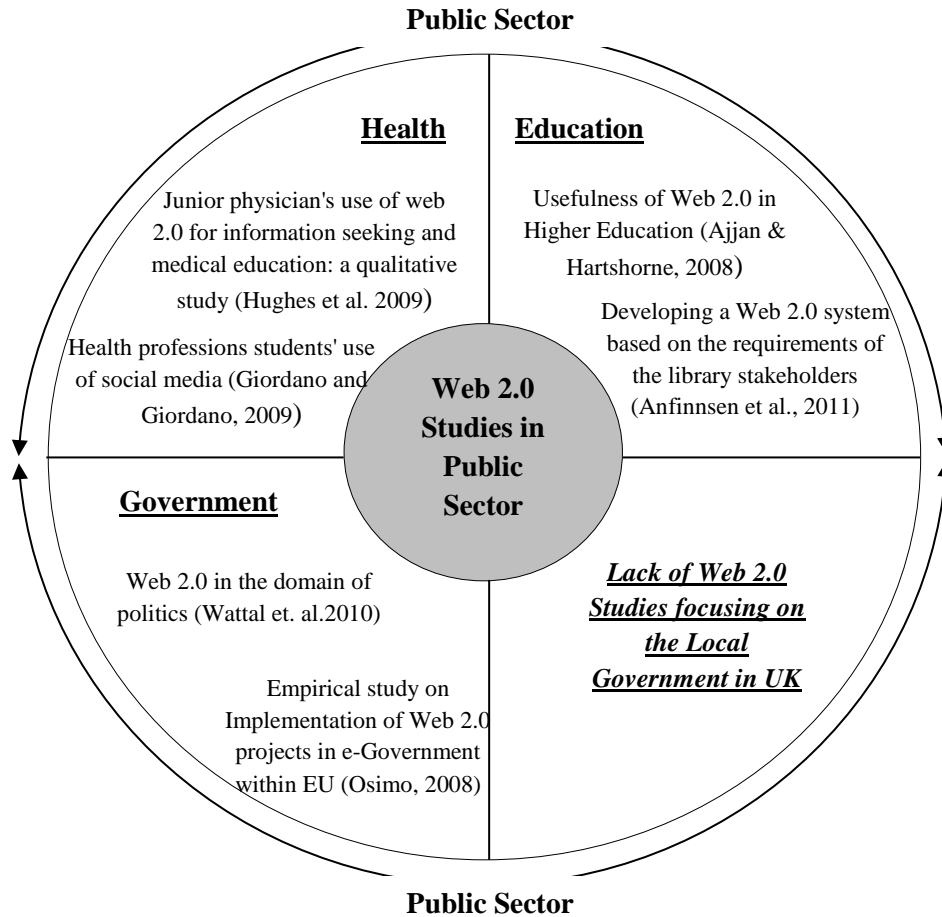 Public Sector
Health
Junior physician's use of web
2.0 for information seeking and
medical education: a qualitative
study (Hughes et al. 2009)
Health professions students' use
of social media (Giordano and
Giordano, 2009)
Education
Usefulness of Web 2.0 in
Higher Education (Ajjan &
Hartshorne, 2008)
Developing a Web 2.0 system
based on the requirements of
the library stakeholders
(Anfinnsen et al., 2011)
Web 2.0
Studies in
Public
Sector
Government
Web 2.0 in the domain of
politics (Wattal et. al.2010)
Empirical study on
Implementation of Web 2.0
projects in e-Government
within EU (Osimo, 2008)
Lack of Web 2.0
Studies focusing on
the Local
Government in UK
Public Sector